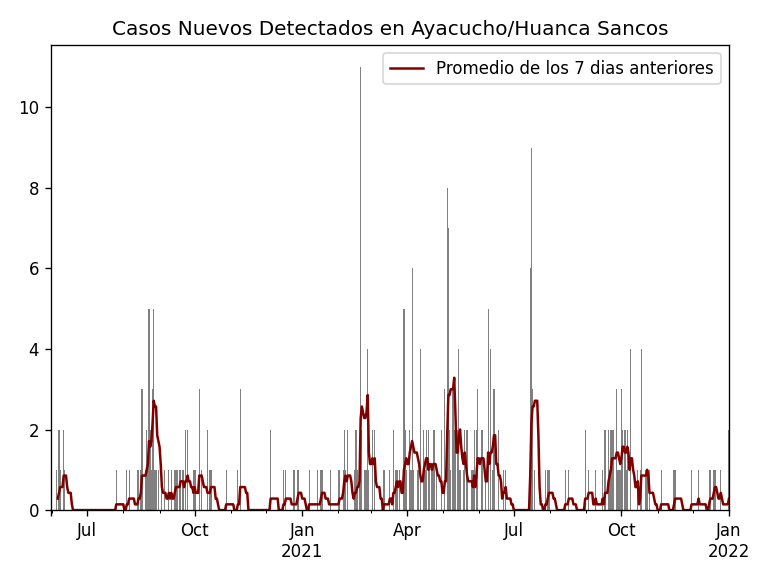 Casos Nuevos Detectados en Ayacucho/Huanca Sancos
Promedio de los 7 dias anteriores
10
8
6
4
2
0
Jul Oct Jan Apr Jul Oct Jan
2021 2022